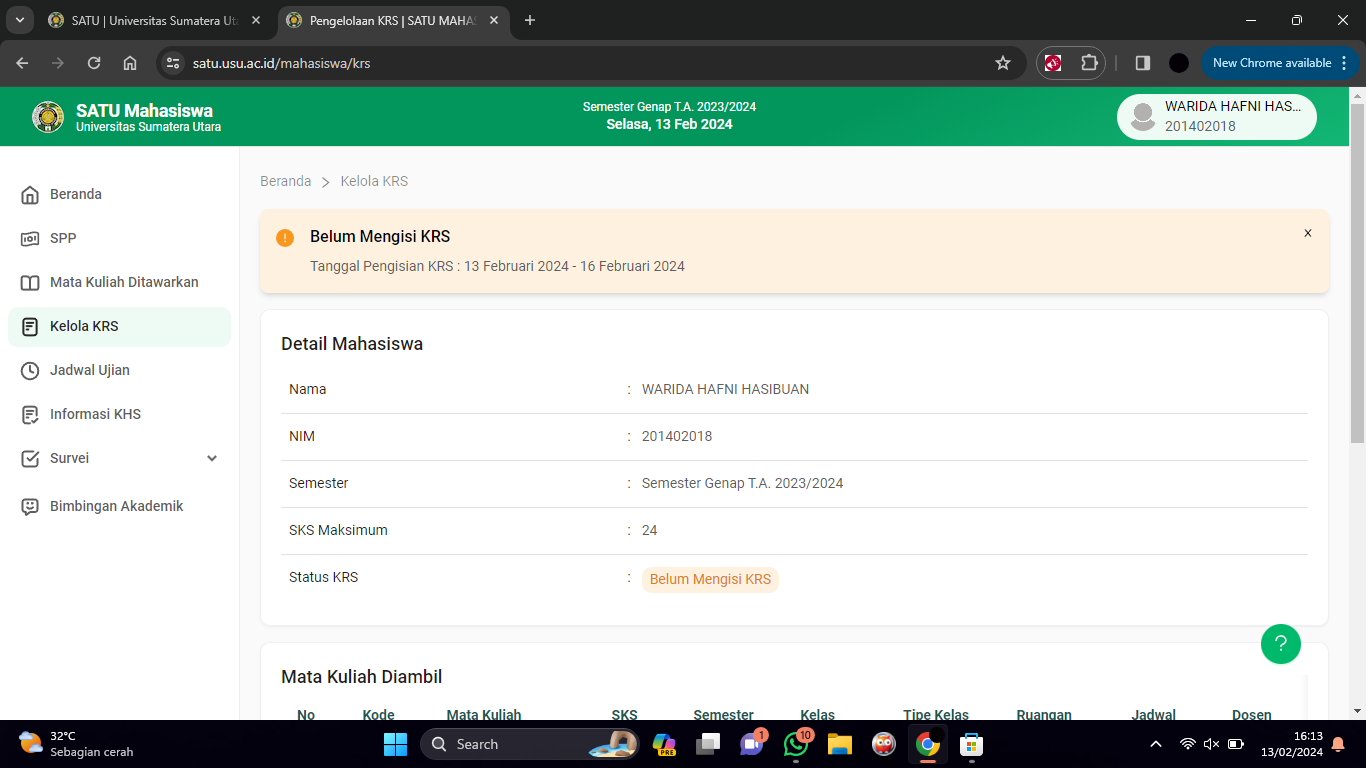 SATU | Universitas Sumatera Ut
Pengelolaan KRS | SATU MAHAS
satu.usu.ac.id/mahasiswa/krs
New Chrome available
SATU Mahasiswa
Universitas Sumatera Utara
Semester Genap T.A. 2023/2024
Selasa, 13 Feb 2024
WARIDA HAFNI HAS...
201402018
Beranda
SPP
Mata Kuliah Ditawarkan
Kelola KRS
Jadwal Ujian
Informasi KHS
Survei
Bimbingan Akademik
Beranda > Kelola KRS
Belum Mengisi KRS
Tanggal Pengisian KRS : 13 Februari 2024 - 16 Februari 2024
Detail Mahasiswa
Nama : WARIDA HAFNI HASIBUAN
NIM : 201402018
Semester : Semester Genap T.A. 2023/2024
SKS Maksimum : 24
Status KRS : Belum Mengisi KRS
?
Mata Kuliah Diambil
No Kode Mata Kuliah SKS Semester Kelas Tipe Kelas Ruangan Jadwal Dosen
32°C
Sebagian cerah
Search
PRE
1
10
16:13
13/02/2024